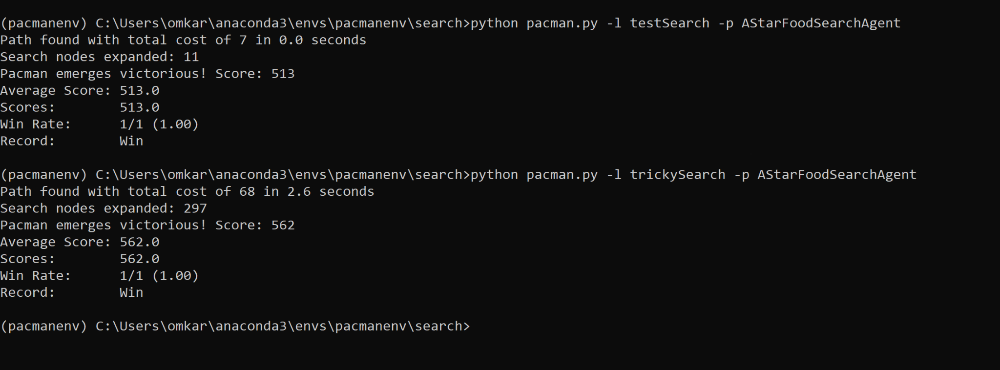 (pacmanenv) C:\Users\omkar\anaconda3\envs\pacmanenv\search>python pacman.py -l testSearch -p AStarFoodSearchAgent
Path found with total cost of 7 in 0.0 seconds
Search nodes expanded: 11
Pacman emerges victorious! Score: 513
Average Score: 513.0
Scores:        513.0
Win Rate:      1/1 (1.00)
Record:        Win
(pacmanenv) C:\Users\omkar\anaconda3\envs\pacmanenv\search>python pacman.py -l trickySearch -p AStarFoodSearchAgent
Path found with total cost of 68 in 2.6 seconds
Search nodes expanded: 297
Pacman emerges victorious! Score: 562
Average Score: 562.0
Scores:        562.0
Win Rate:      1/1 (1.00)
Record:        Win
(pacmanenv) C:\Users\omkar\anaconda3\envs\pacmanenv\search>